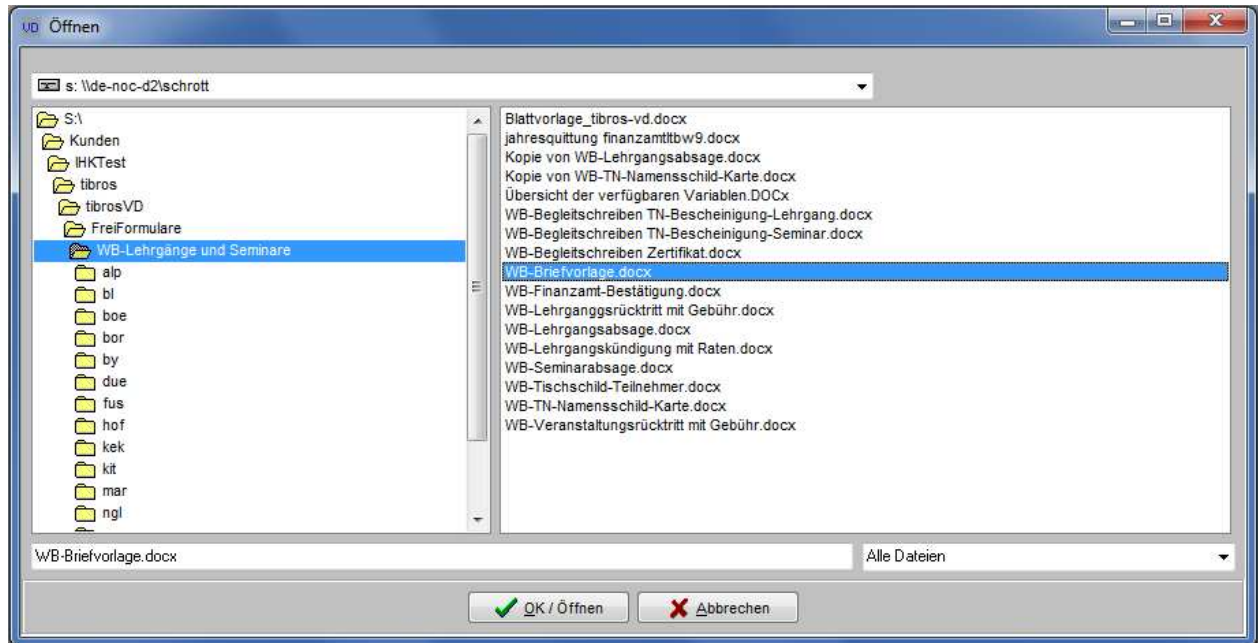 VD Öffnen
s: \\de-noc-d2\schrott
S:\
Kunden
IHKTest
tibros
tibrosVD
FreiFormulare
WB-Lehrgänge und Seminare
alp
bl
boe
bor
by
due
fus
hof
kek
kit
mar
ngl
Blattvorlage_tibros-vd.docx
jahresquittung finanzamtltbw9.docx
Kopie von WB-Lehrgangsabsage.docx
Kopie von WB-TN-Namensschild-Karte.docx
Übersicht der verfügbaren Variablen.DOCx
WB-Begleitschreiben TN-Bescheinigung-Lehrgang.docx
WB-Begleitschreiben TN-Bescheinigung-Seminar.docx
WB-Begleitschreiben Zertifikat.docx
WB-Briefvorlage.docx
WB-Finanzamt-Bestätigung.docx
WB-Lehrganggsrücktritt mit Gebühr.docx
WB-Lehrgangsabsage.docx
WB-Lehrgangskündigung mit Raten.docx
WB-Seminarabsage.docx
WB-Tischschild-Teilnehmer.docx
WB-TN-Namensschild-Karte.docx
WB-Veranstaltungsrücktritt mit Gebühr.docx
WB-Briefvorlage.docx
Alle Dateien
OK / Öffnen
Abbrechen